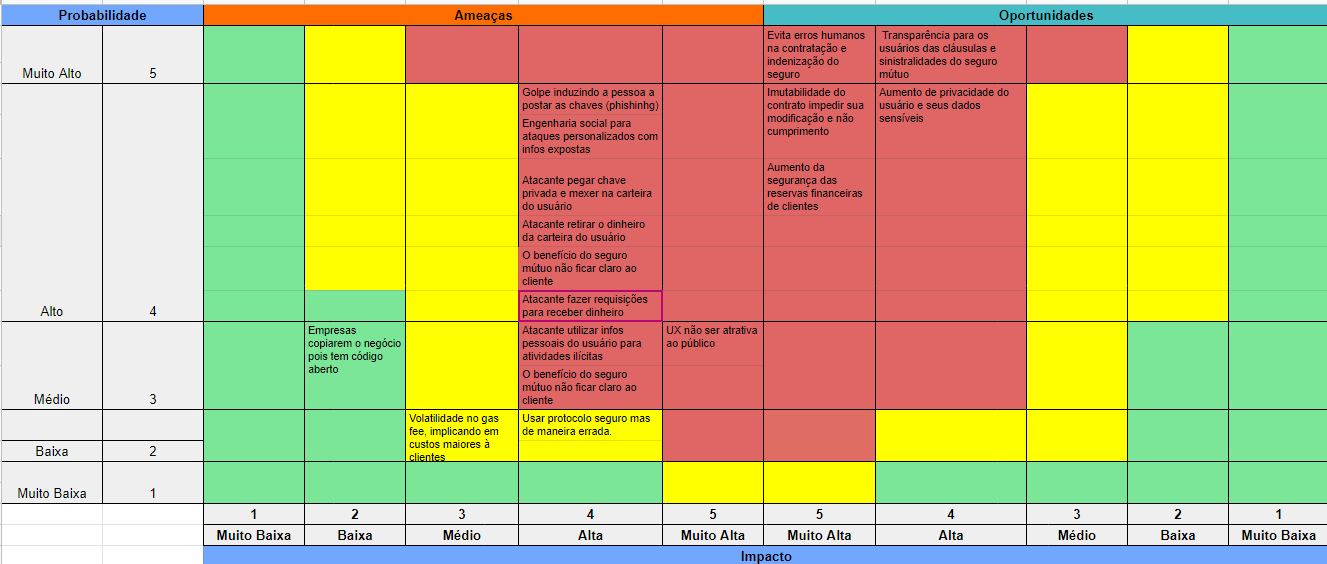 Probabilidade
Ameaças
Oportunidades
Muito Alto
5
Evita erros humanos
na contratação e
indenização do
seguro
Transparência para os
usuários das cláusulas e
sinistralidades do seguro
mútuo
Alto
4
Golpe induzindo a pessoa a
postar as chaves (phishinhg)
Engenharia social para
ataques personalizados com
infos expostas
Atacante pegar chave
privada e mexer na carteira
do usuário
Atacante retirar o dinheiro
da carteira do usuário
O benefício do seguro
mútuo não ficar claro ao
cliente
Atacante fazer requisições
para receber dinheiro
Imutabilidade do
contrato impedir sua
modificação e não
cumprimento
Aumento da
segurança das
reservas financeiras
de clientes
Aumento de privacidade do
usuário e seus dados
sensíveis
Médio
3
Empresas
copiarem o negócio
pois tem código
aberto
Atacante utilizar infos
pessoais do usuário para
atividades ilícitas
O benefício do seguro
mútuo não ficar claro ao
cliente
UX não ser atrativa
ao público
Baixa
2
Volatilidade no gas
fee, implicando em
custos maiores à
clientes
Usar protocolo seguro mas
de maneira errada.
Muito Baixa
1
1
2
3
4
5
5
4
3
2
1
Muito Baixa
Baixa
Médio
Alta
Muito Alta
Muito Alta
Alta
Médio
Baixa
Muito Baixa
Impacto